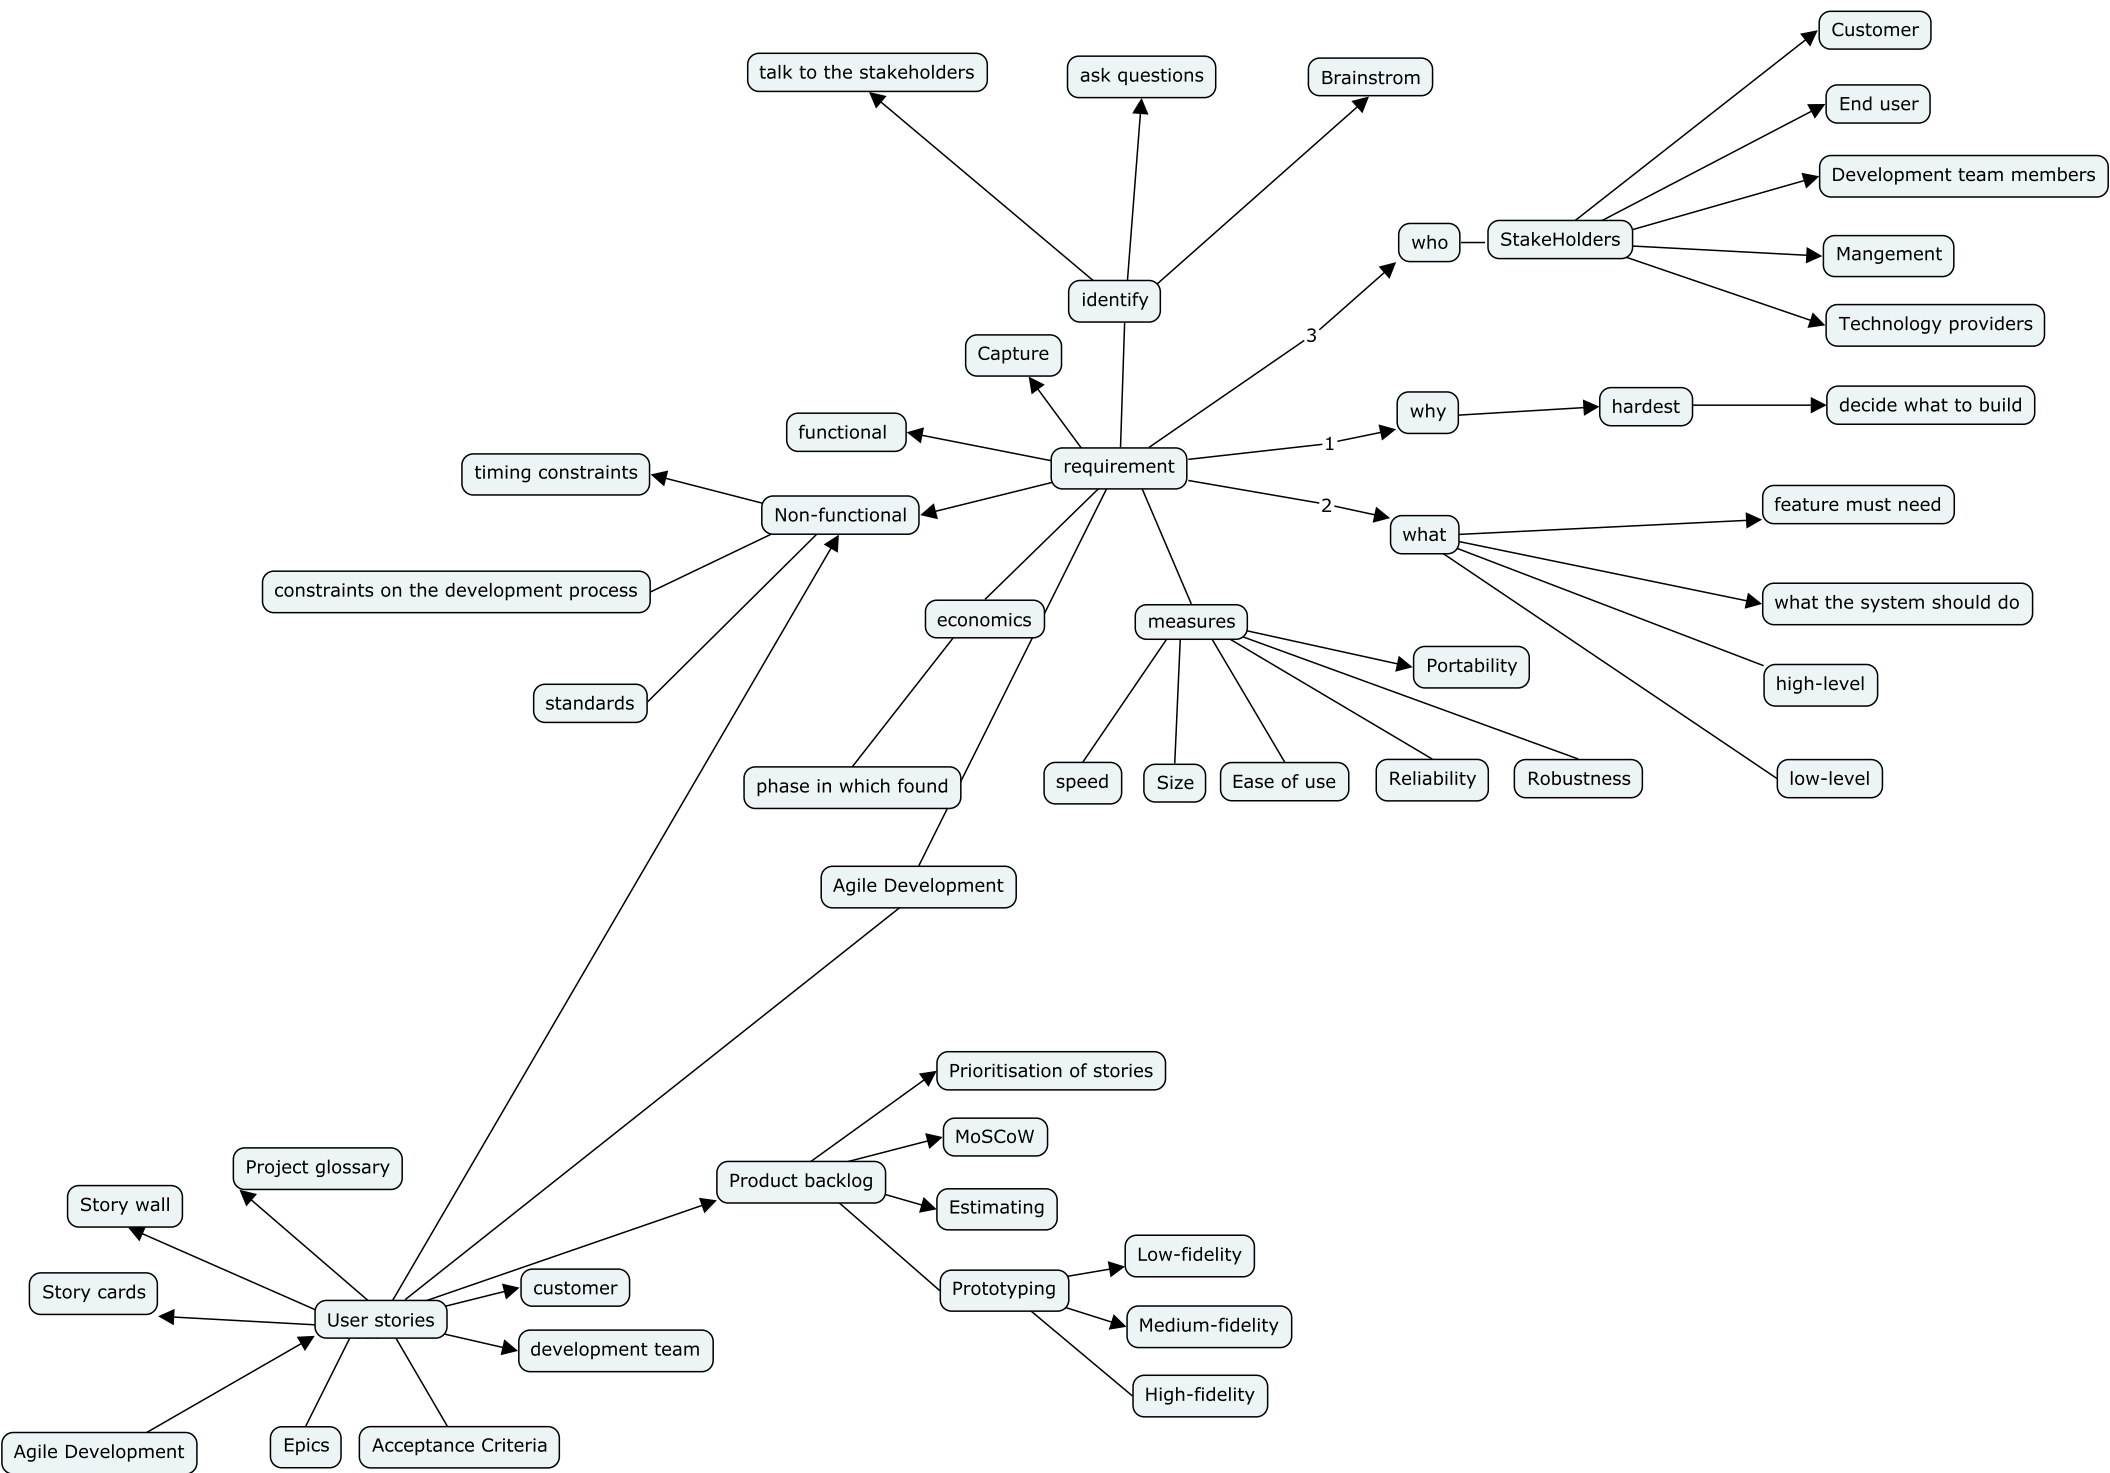 Customer
talk to the stakeholders
ask questions
Brainstrom
End user
Development team members
who
StakeHolders
Mangement
identify
Technology providers
3
Capture
why
hardest
decide what to build
functional
1
timing constraints
requirement
feature must need
2
Non-functional
what
constraints on the development process
what the system should do
economics
measures
Portability
high-level
standards
phase in which found
speed
Size
Ease of use
Reliability
Robustness
low-level
Agile Development
Prioritisation of stories
MoSCoW
Project glossary
Product backlog
Story wall
Estimating
Low-fidelity
Story cards
customer
Prototyping
User stories
Medium-fidelity
development team
High-fidelity
Agile Development
Epics
Acceptance Criteria